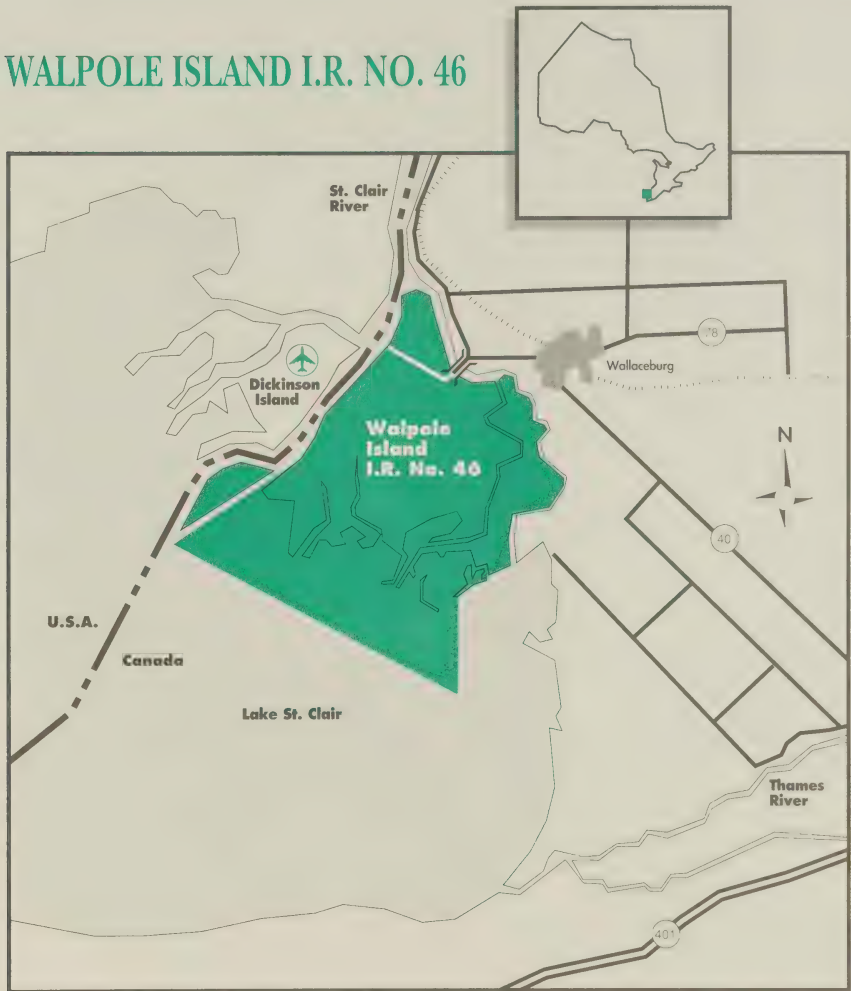 WALPOLE ISLAND I.R. NO. 46
St. Clair
River
78
Wallaceburg
Dickinson
Island
Walpole
Island
I.R. No. 46
N
40
U.S.A.
Canada
Lake St. Clair
Thames
River
401